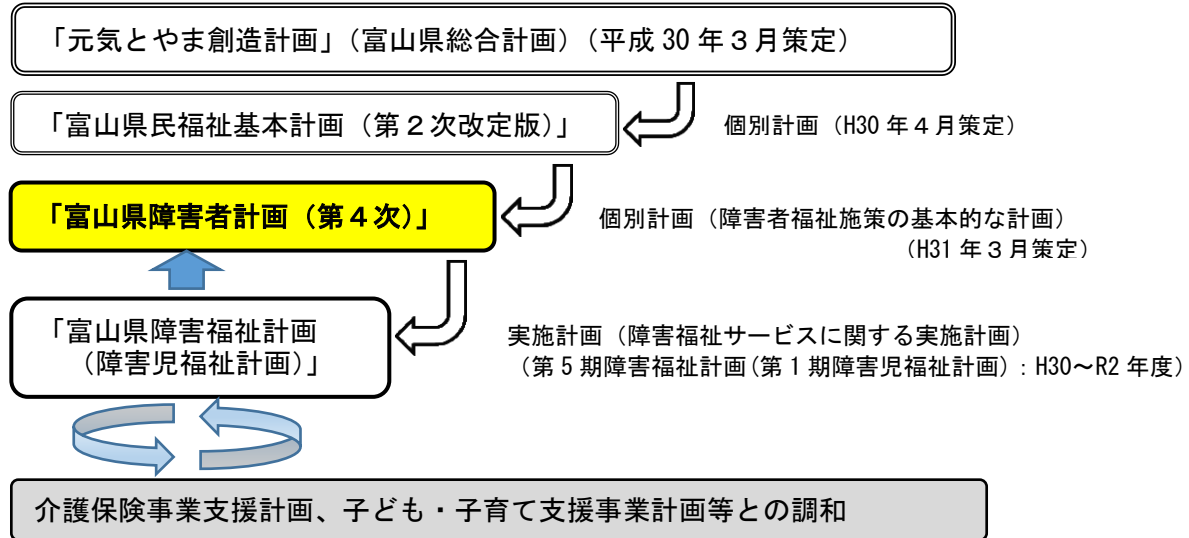 「元気とやま創造計画」（富山県総合計画）（平成 30 年３月策定）
「富山県民福祉基本計画（第２次改定版）」
個別計画（H30 年４月策定）
「富山県障害者計画（第４次）」
個別計画（障害者福祉施策の基本的な計画）
（H31 年３月策定）
「富山県障害福祉計画
（障害児福祉計画）」
実施計画（障害福祉サービスに関する実施計画）
（第５期障害福祉計画（第１期障害児福祉計画）：H30～R2 年度）
介護保険事業支援計画、子ども・子育て支援事業計画等との調和